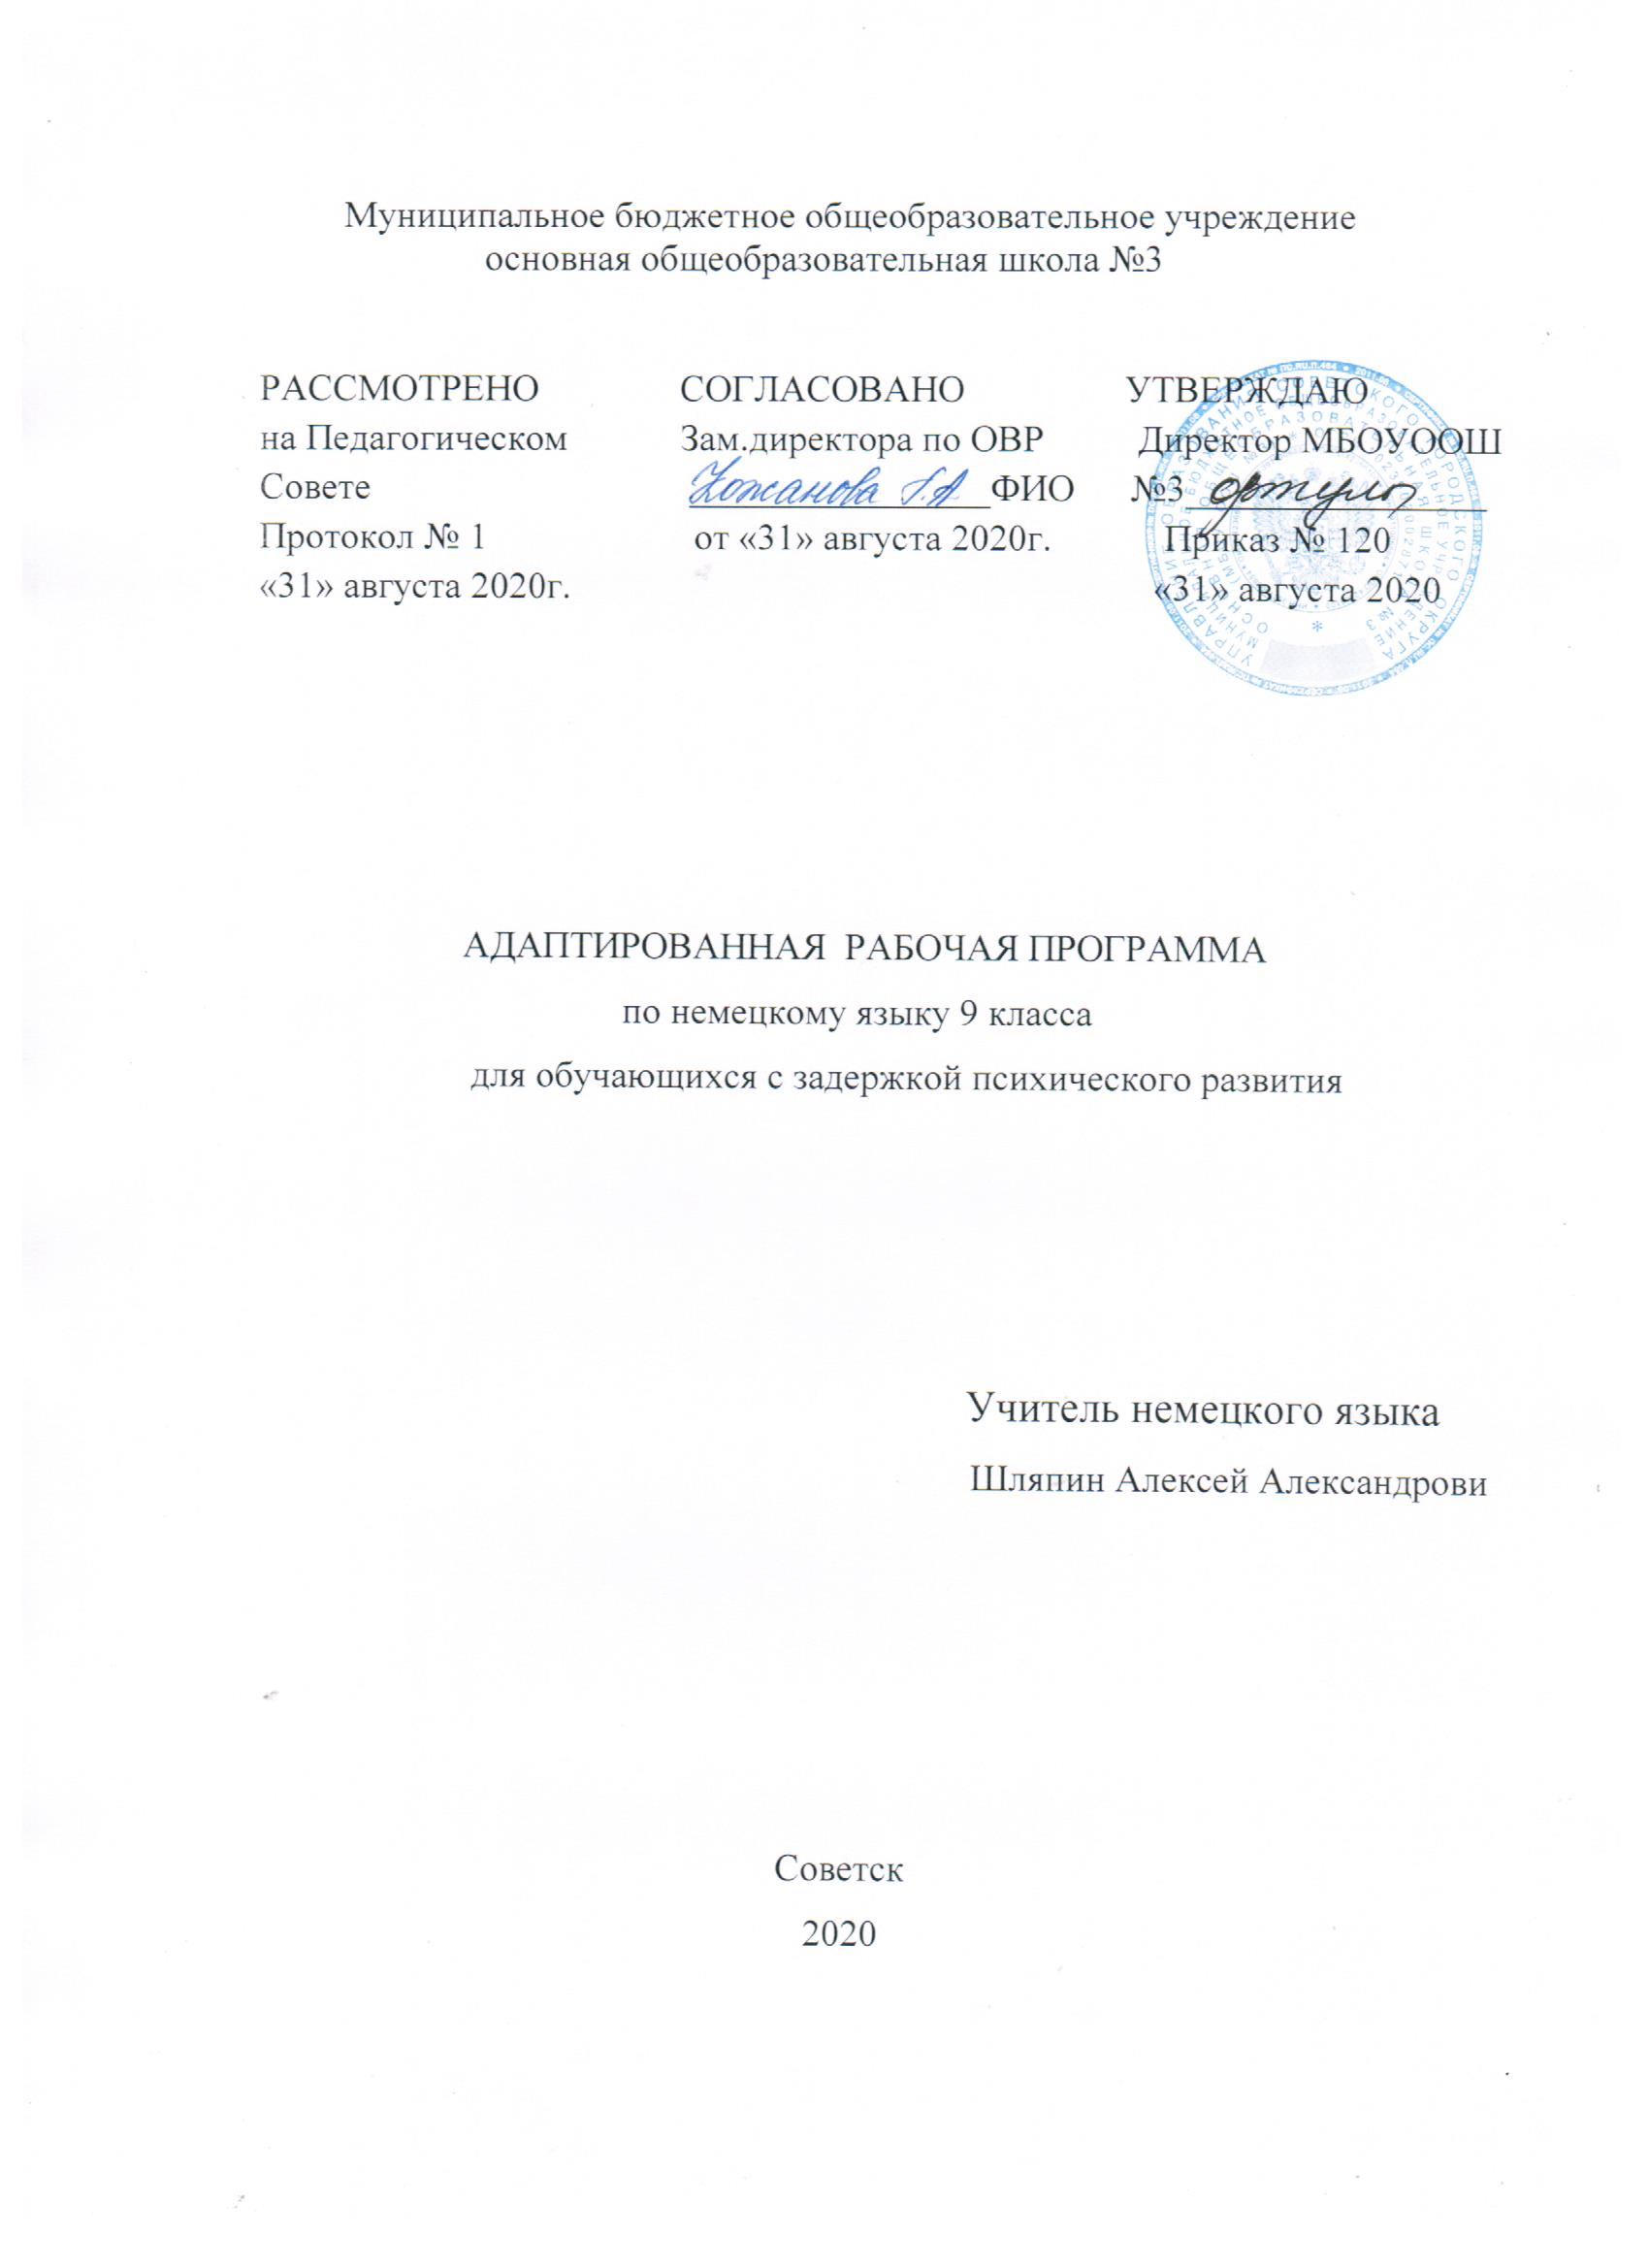 Муниципальное бюджетное общеобразовательное учреждение
основная общеобразовательная школа №3
РАССМОТРЕНО
на Педагогическом
Совете
Протокол № 1
«31» августа 2020г.
СОГЛАСОВАНО
Зам.директора по ОВР
Кожанова Г.А ФИО
от «31» августа 2020г.
УТВЕРЖДАЮ
Директор МБОУООШ
№3
Приказ № 120
«31» августа 2020
АДАПТИРОВАННАЯ РАБОЧАЯ ПРОГРАММА
по немецкому языку 9 класса
для обучающихся с задержкой психического развития
Учитель немецкого языка
Шляпин Алексей Александрови
Советск
2020